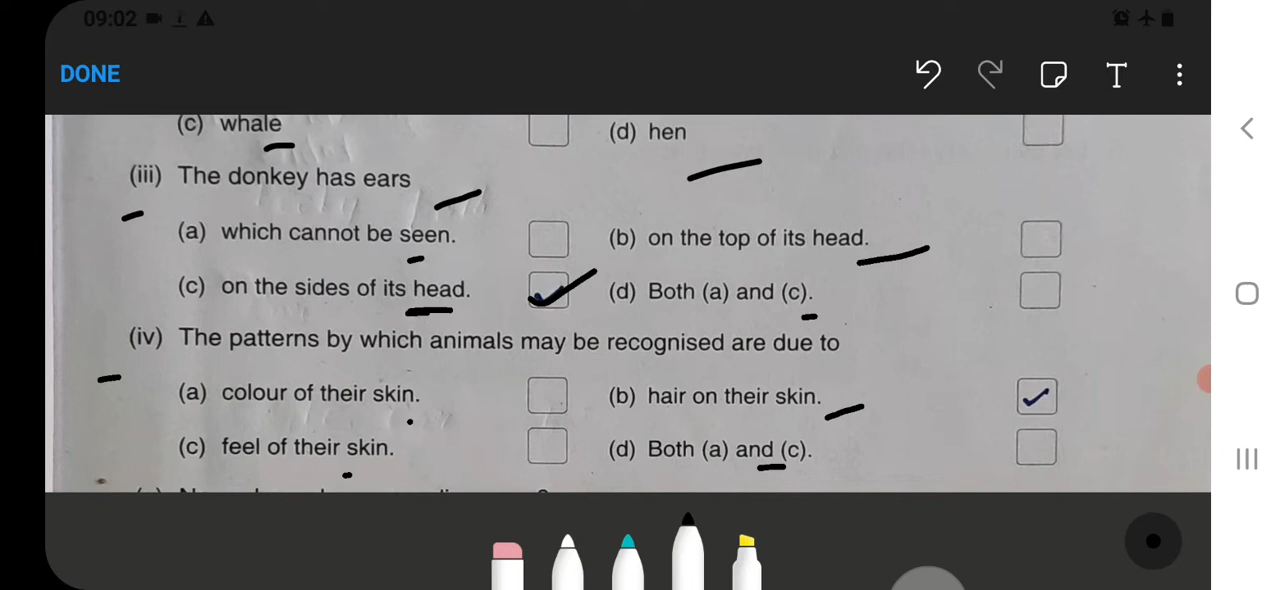 09:02
DONE
T
(c) whale (d) hen
(iii) The donkey has ears
(a) which cannot be seen. (b) on the top of its head.
(c) on the sides of its head. (d) Both (a) and (c).
(iv) The patterns by which animals may be recognised are due to
(a) colour of their skin. (b) hair on their skin.
(c) feel of their skin. (d) Both (a) and (c).